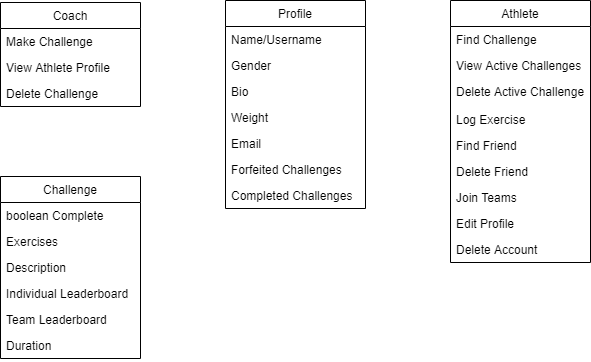 Coach
Make Challenge
View Athlete Profile
Delete Challenge
Profile
Name/Username
Gender
Bio
Weight
Email
Forfeited Challenges
Completed Challenges
Athlete
Find Challenge
View Active Challenges
Delete Active Challenge
Log Exercise
Find Friend
Delete Friend
Join Teams
Edit Profile
Delete Account
Challenge
boolean Complete
Exercises
Description
Individual Leaderboard
Team Leaderboard
Duration